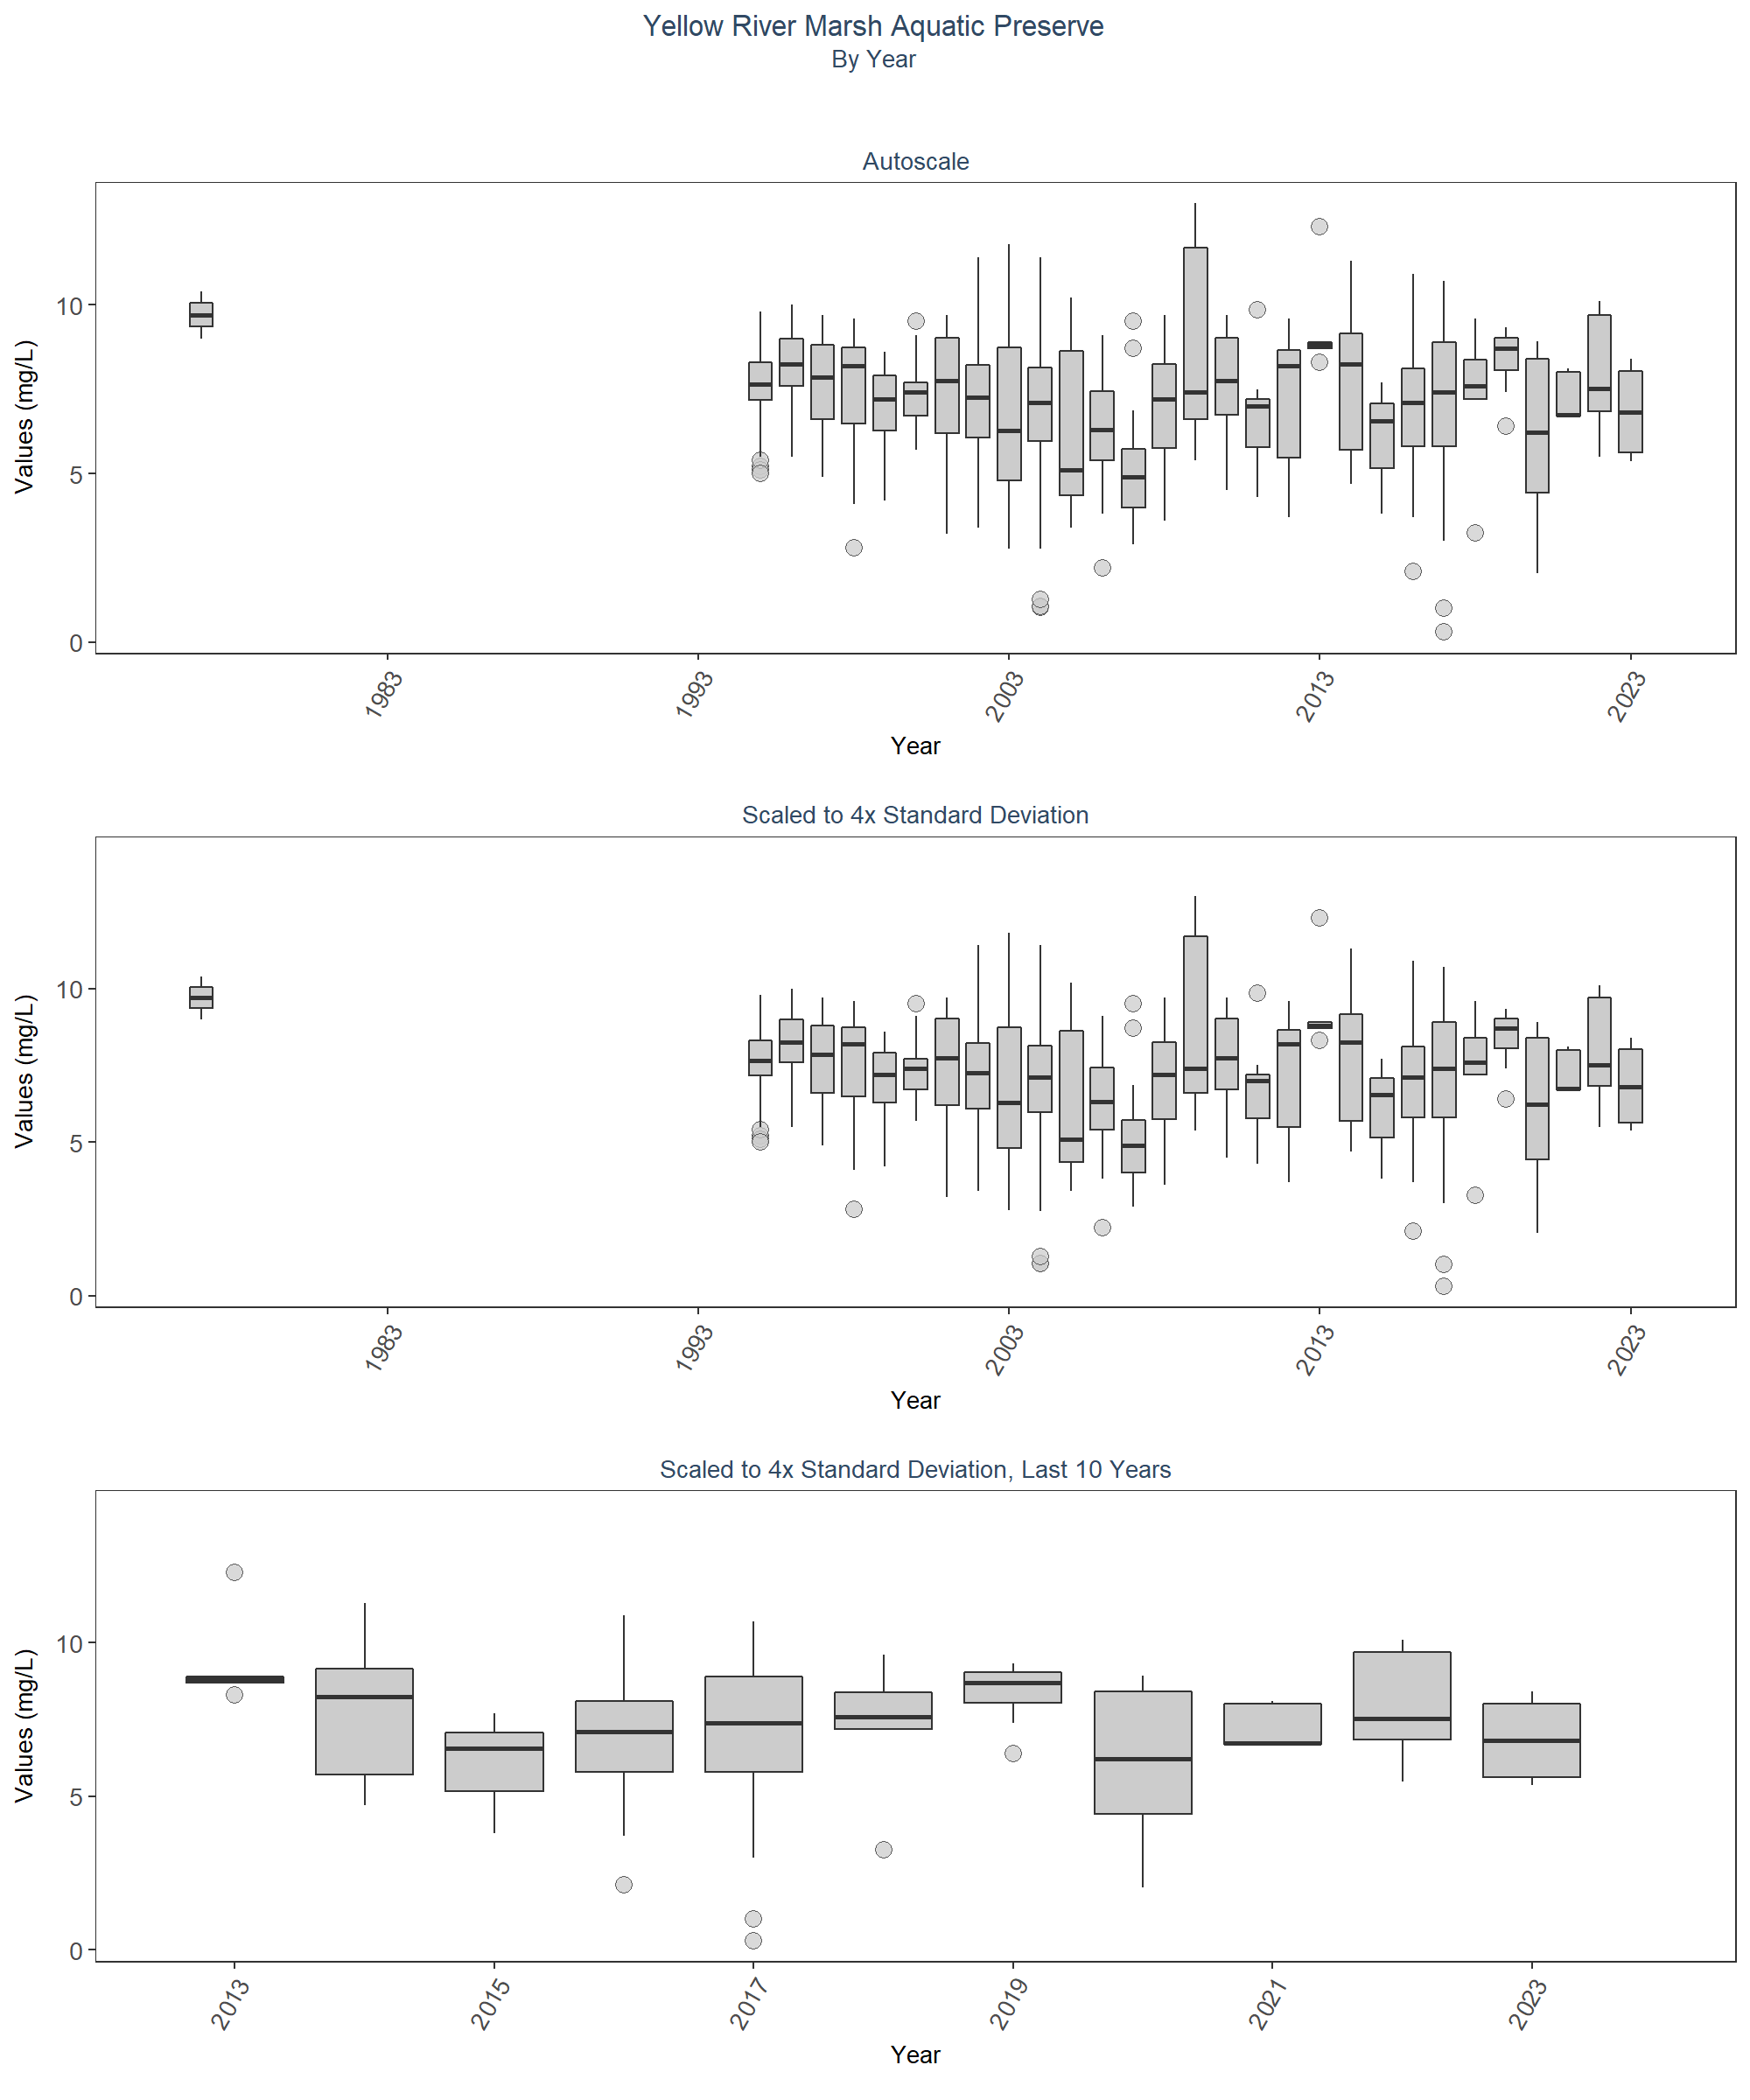 Yellow River Marsh Aquatic Preserve
By Year
Autoscale
Values (mg/L)
10
5
0
1983
1993
2003
2013
2023
Year
Scaled to 4x Standard Deviation
Values (mg/L)
10
5
0
1983
1993
2003
2013
2023
Year
Scaled to 4x Standard Deviation, Last 10 Years
Values (mg/L)
10
5
0
2013
2015
2017
2019
2021
2023
Year